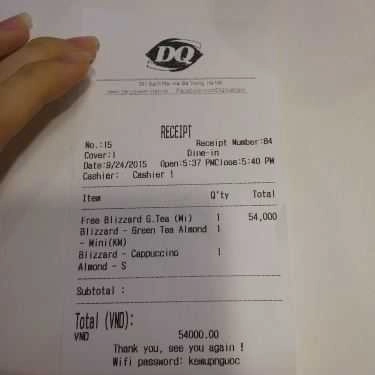 DQ
RECEIPT
No.:15 Receipt Number:84
Cover:1 Dine-in
Date:9/24/2015 Open:5:37 PM Close:5:40 PM
Cashier: Cashier 1
Item Q'ty Total
Free Blizzard G.Tea (Mi) 1 54,000
Blizzard - Green Tea Almond 1
- Mini(KM)
Blizzard - Cappuccino 1
Almond - S
Subtotal :
Total (VND):
VND 54000.00
Thank you, see you again !
Wifi password: kemupnguoc